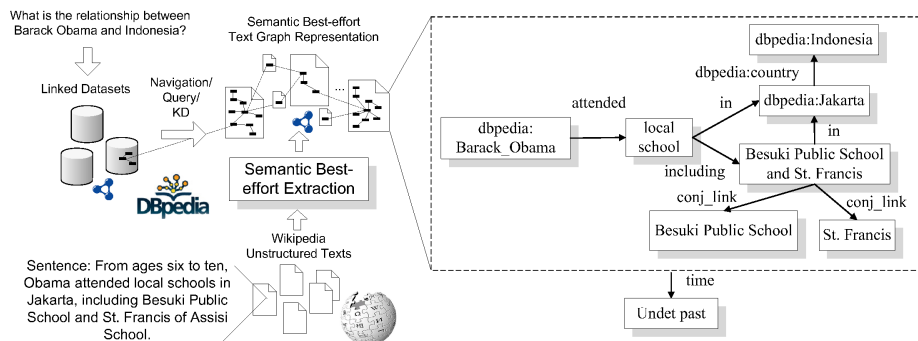 What is the relationship between
Barack Obama and Indonesia?
Linked Datasets
Navigation/
Query/
KD
DBpedia
Semantic Best-effort
Text Graph Representation
...
Semantic Best-
effort Extraction
Wikipedia
Unstructured Texts
Sentence: From ages six to ten,
Obama attended local schools in
Jakarta, including Besuki Public
School and St. Francis of Assisi
School.
dbpedia:Indonesia
dbpedia:country
dbpedia:Jakarta
attended
in
dbpedia:
Barack_Obama
local
school
in
including
Besuki Public School
and St. Francis
conj_link
conj_link
Besuki Public School
St. Francis
time
Undet past